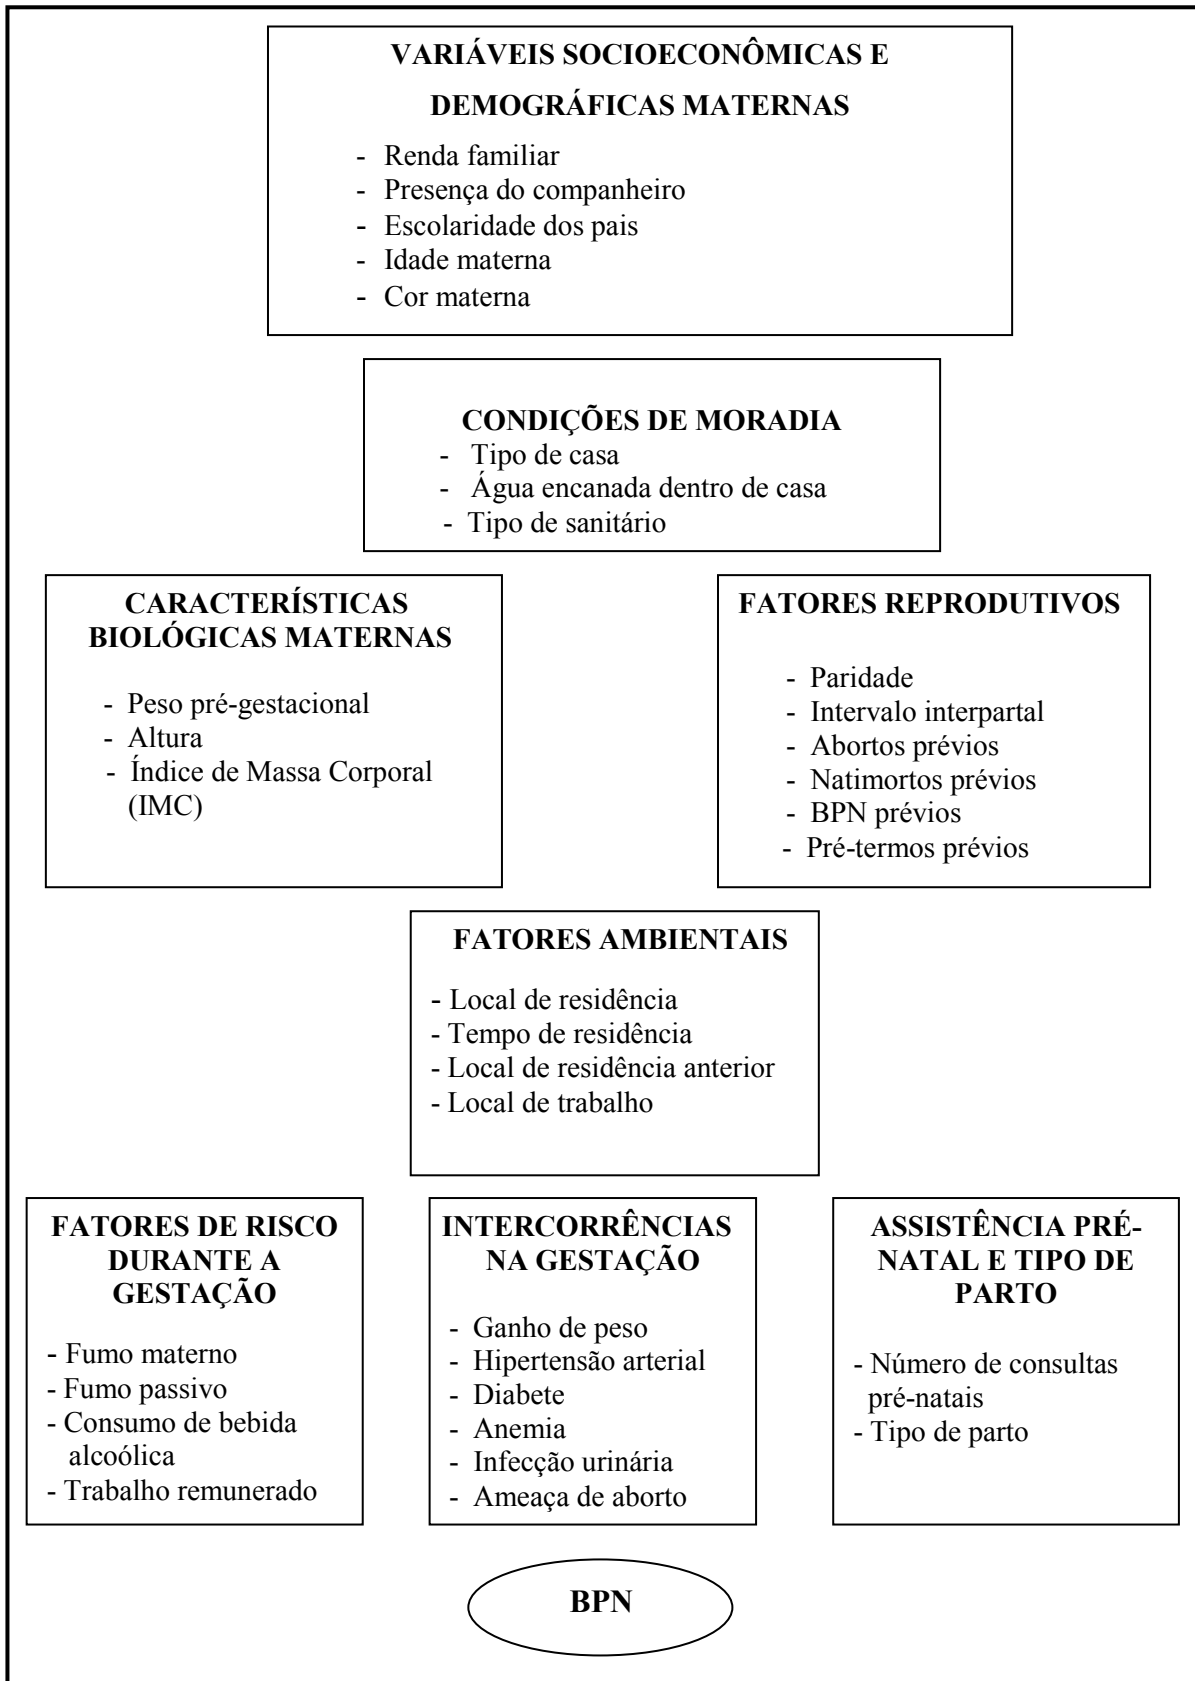 VARIÁVEIS SOCIOECONÔMICAS E
DEMOGRÁFICAS MATERNAS
- Renda familiar
- Presença do companheiro
- Escolaridade dos pais
- Idade materna
- Cor materna
CONDIÇÕES DE MORADIA
- Tipo de casa
- Água encanada dentro de casa
- Tipo de sanitário
CARACTERÍSTICAS
BIOLÓGICAS MATERNAS
- Peso pré-gestacional
- Altura
- Índice de Massa Corporal
(IMC)
FATORES REPRODUTIVOS
- Paridade
- Intervalo interpartal
- Abortos prévios
- Natimortos prévios
- BPN prévios
- Pré-termos prévios
FATORES AMBIENTAIS
- Local de residência
- Tempo de residência
- Local de residência anterior
- Local de trabalho
FATORES DE RISCO
DURANTE A
GESTAÇÃO
- Fumo materno
- Fumo passivo
- Consumo de bebida
alcoólica
- Trabalho remunerado
INTERCORRÊNCIAS
NA GESTAÇÃO
- Ganho de peso
- Hipertensão arterial
- Diabete
- Anemia
- Infecção urinária
- Ameaça de aborto
ASSISTÊNCIA PRÉ-
NATAL E TIPO DE
PARTO
- Número de consultas
pré-natais
- Tipo de parto
BPN